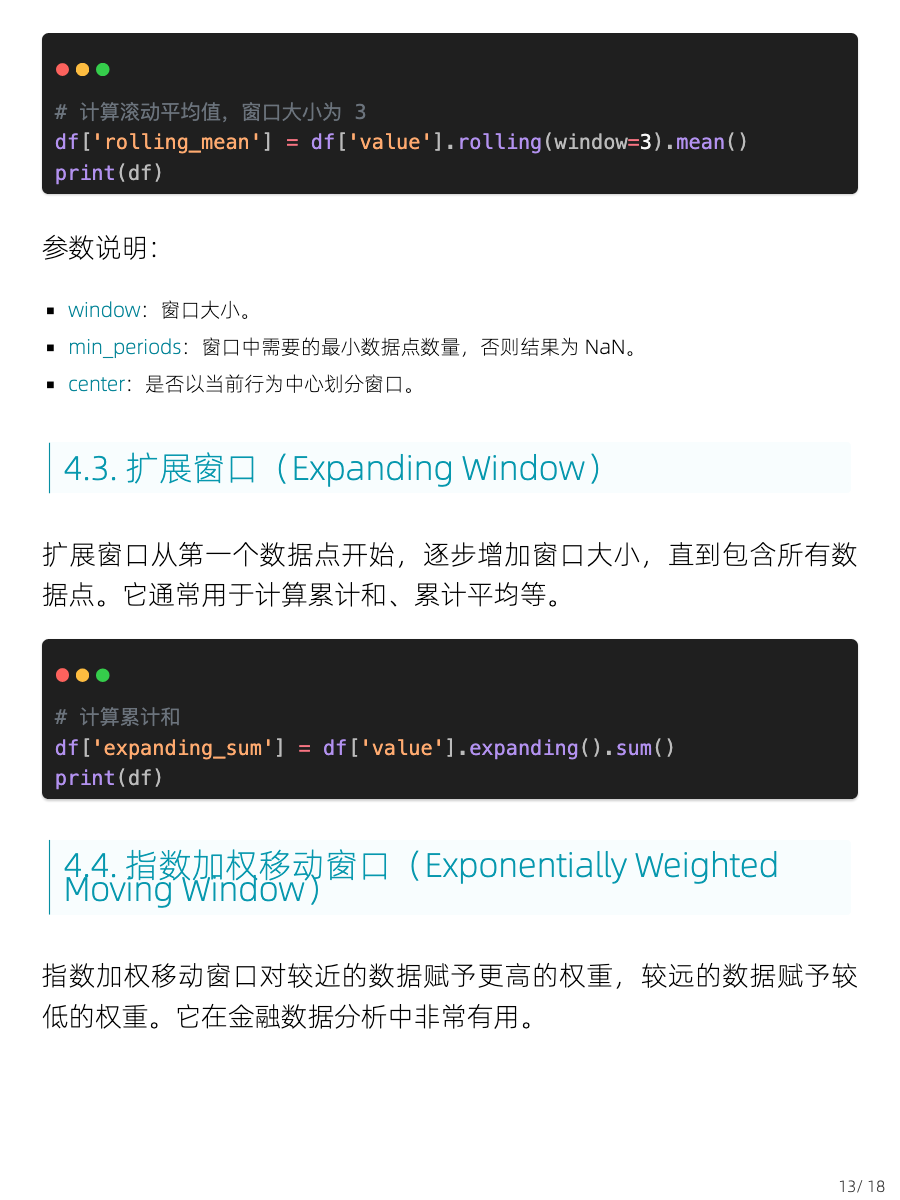 # 计算滚动平均值，窗口大小为 3
df['rolling_mean'] = df['value'].rolling(window=3).mean()
print(df)
参数说明：
▪ window：窗口大小。
▪ min_periods：窗口中需要的最小数据点数量，否则结果为 NaN。
▪ center：是否以当前行为中心划分窗口。
4.3. 扩展窗口（Expanding Window）
扩展窗口从第一个数据点开始，逐步增加窗口大小，直到包含所有数
据点。它通常用于计算累计和、累计平均等。
# 计算累计和
df['expanding_sum'] = df['value'].expanding().sum()
print(df)
4.4. 指数加权移动窗口（Exponentially Weighted
Moving Window）
指数加权移动窗口对较近的数据赋予更高的权重，较远的数据赋予较
低的权重。它在金融数据分析中非常有用。
13/ 18